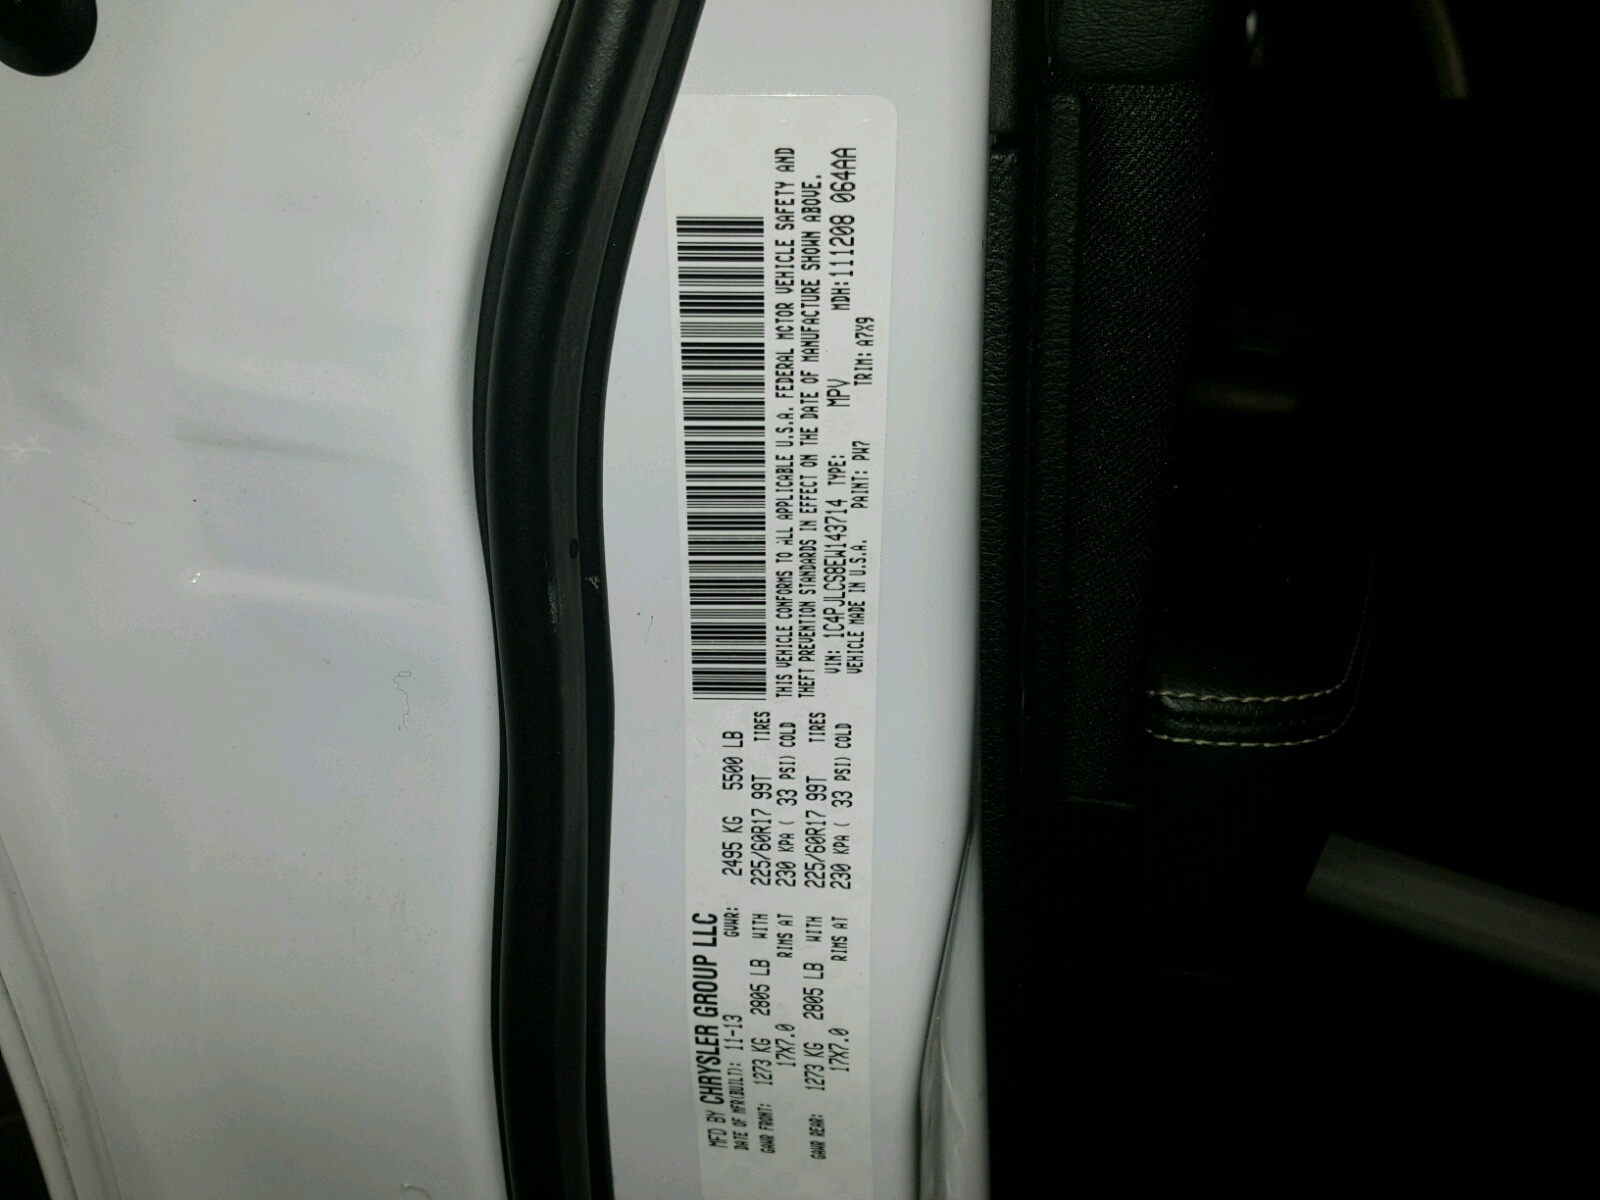 MFD BY CHRYSLER GROUP LLC
DATE OF MFR(BUILT): 11-13 GVWR: 2495 KG 5500 LB
GAWR FRONT: 1273 KG 2805 LB WITH 225/60R17 99T TIRES
17X7.0 RIMS AT 230 KPA ( 33 PSI) COLD
GAWR REAR: 1273 KG 2805 LB WITH 225/60R17 99T TIRES
17X7.0 RIMS AT 230 KPA ( 33 PSI) COLD
THIS VEHICLE CONFORMS TO ALL APPLICABLE U.S.A. FEDERAL MOTOR VEHICLE SAFETY AND
THEFT PREVENTION STANDARDS IN EFFECT ON THE DATE OF MANUFACTURE SHOWN ABOVE.
VIN: 1C4PJLCS8EW143714 TYPE: MPV MDH:111208 064AA
VEHICLE MADE IN U.S.A. PAINT: PW7 TRIM: A7X9